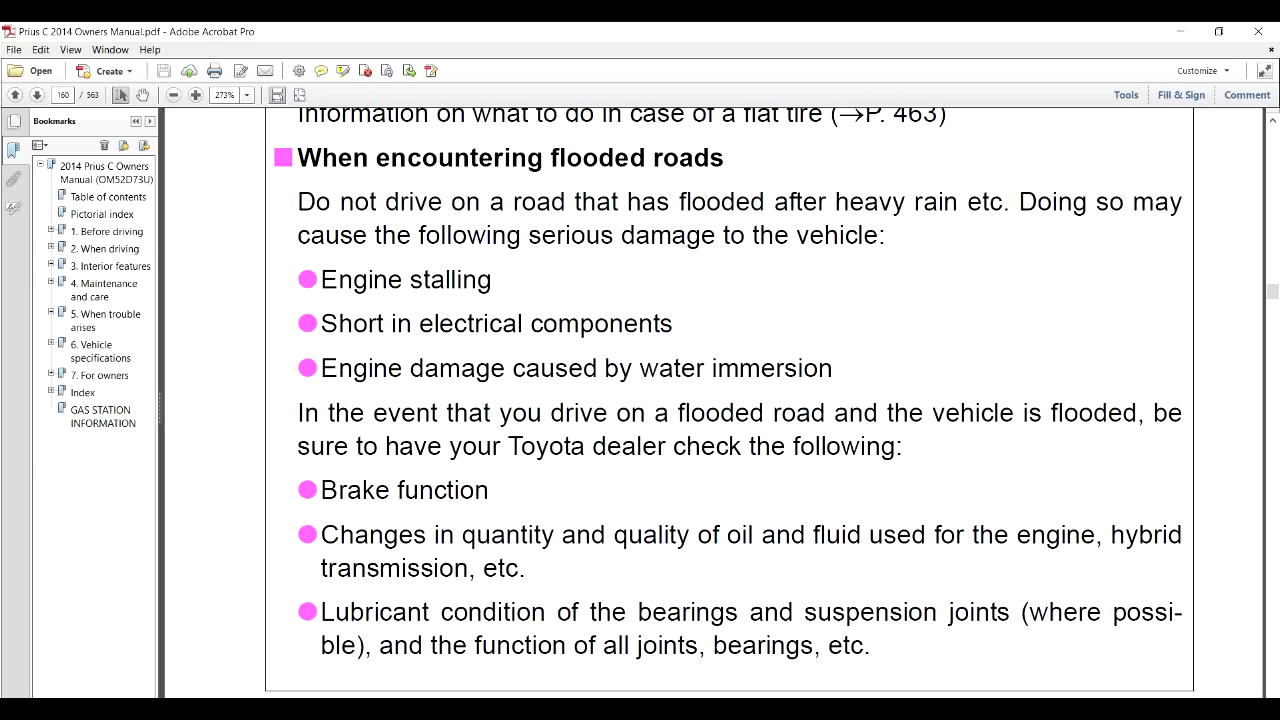 Prius C 2014 Owners Manual.pdf - Adobe Acrobat Pro
File Edit View Window Help
Open Create Customize
160 / 563 273% Tools Fill & Sign Comment
Bookmarks
2014 Prius C Owners
Manual (OM52D73U)
Table of contents
Pictorial index
1. Before driving
2. When driving
3. Interior features
4. Maintenance
and care
5. When trouble
arises
6. Vehicle
specifications
7. For owners
Index
GAS STATION
INFORMATION
Information on what to do in case of a flat tire (→P. 463)
When encountering flooded roads
Do not drive on a road that has flooded after heavy rain etc. Doing so may
cause the following serious damage to the vehicle:
Engine stalling
Short in electrical components
Engine damage caused by water immersion
In the event that you drive on a flooded road and the vehicle is flooded, be
sure to have your Toyota dealer check the following:
Brake function
Changes in quantity and quality of oil and fluid used for the engine, hybrid
transmission, etc.
Lubricant condition of the bearings and suspension joints (where possi-
ble), and the function of all joints, bearings, etc.